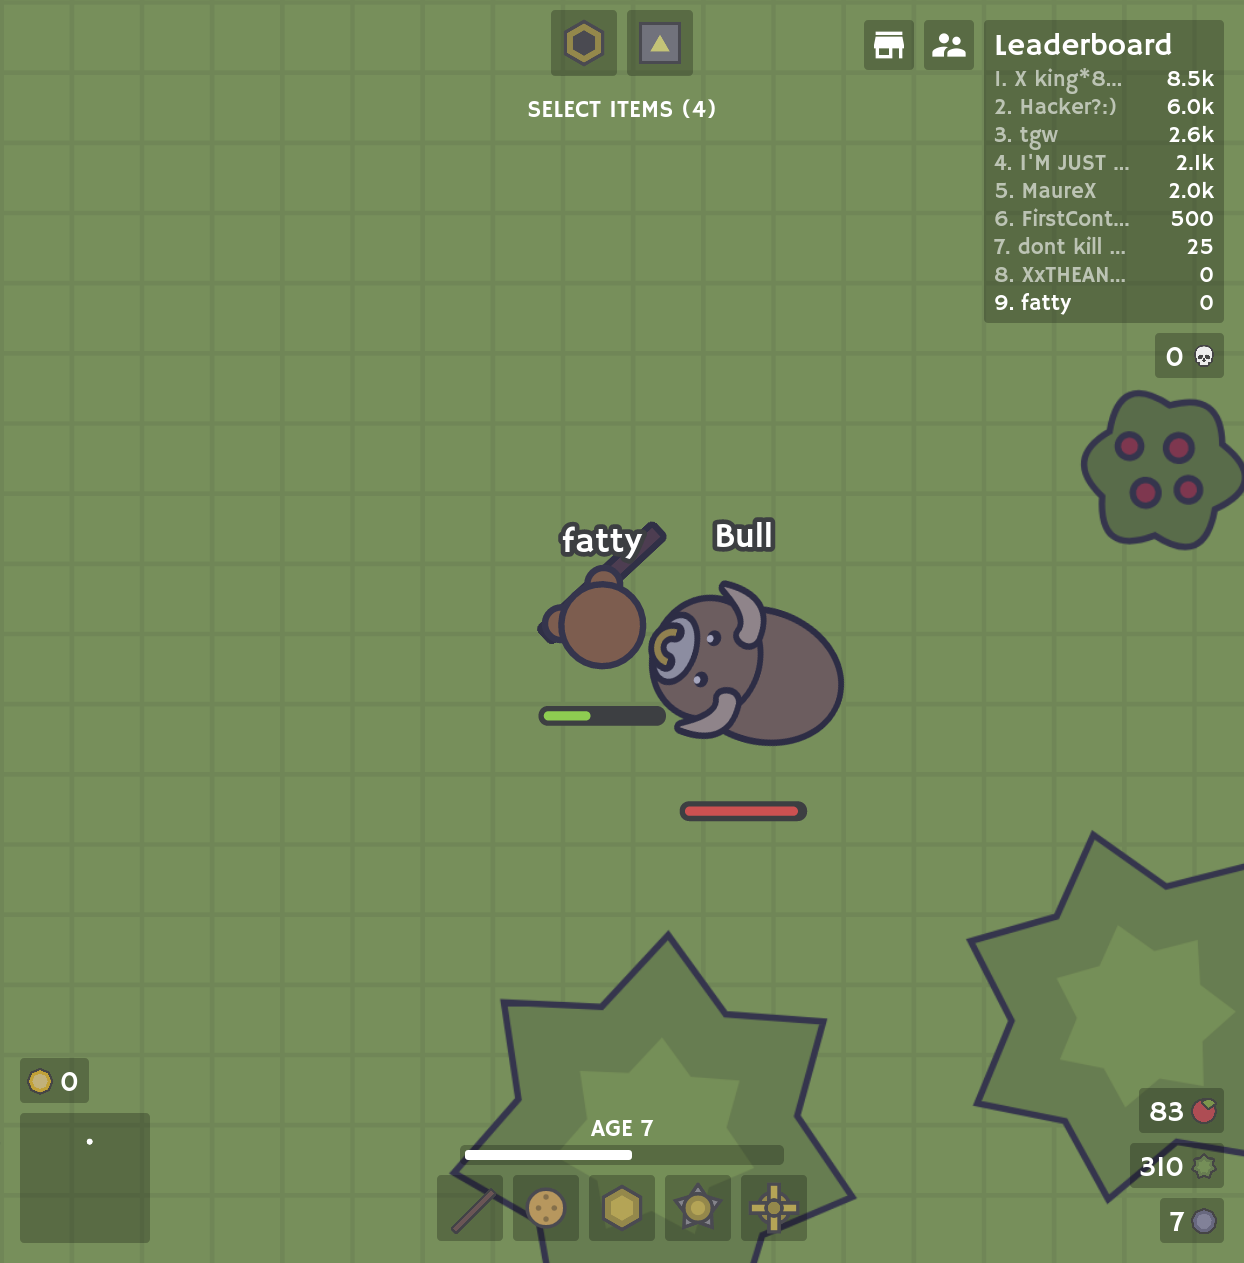 SELECT ITEMS (4)
Leaderboard
1. X king*8... 8.5k
2. Hacker?:) 6.0k
3. tgw 2.6k
4. I'M JUST ... 2.1k
5. MaureX 2.0k
6. FirstCont... 500
7. dont kill ... 25
8. XxTHEAN... 0
9. fatty 0
0
fatty
Bull
0
AGE 7
83
310
7